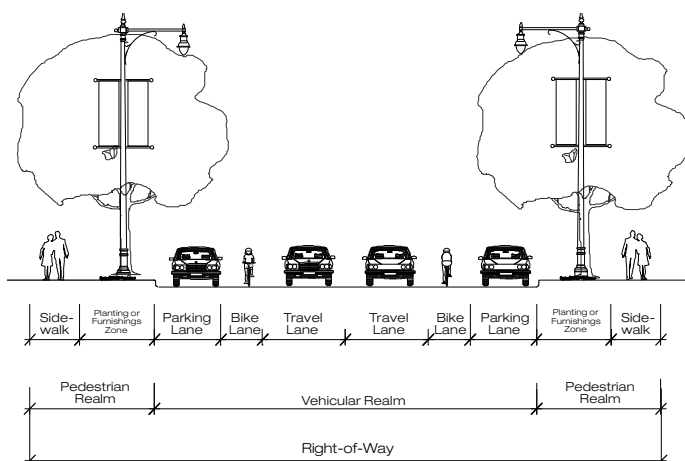 Side-
walk
Planting or
Furnishings
Zone
Parking
Lane
Bike
Lane
Travel
Lane
Travel
Lane
Bike
Lane
Parking
Lane
Planting or
Furnishings
Zone
Side-
walk
Pedestrian
Realm
Vehicular Realm
Pedestrian
Realm
Right-of-Way